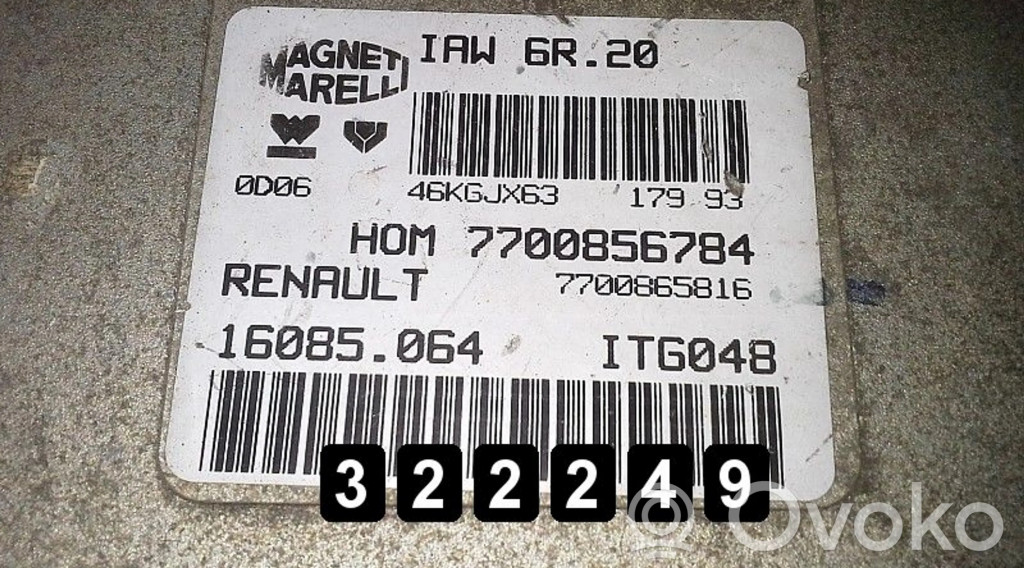 MAGNETI
MARELLI
IAW 6R.20
0D06
46KGJX63 179 93
HOM 7700856784
RENAULT 7700865816
16085.064 ITG048
322249
Ovoko